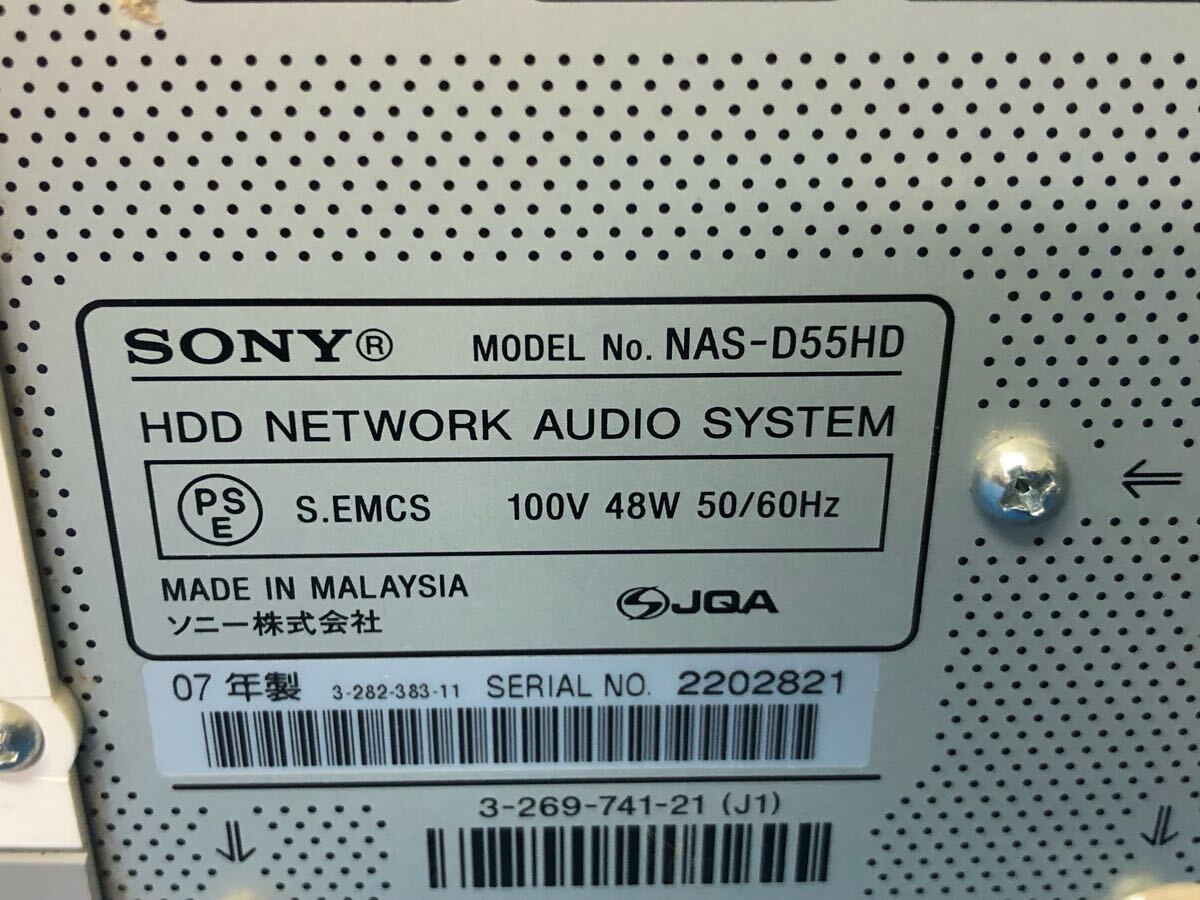 SONY® MODEL No. NAS-D55HD
HDD NETWORK AUDIO SYSTEM
PSE S.EMCS 100V 48W 50/60Hz
MADE IN MALAYSIA
ソニー株式会社 JQA
07 年製 3-282-383-11 SERIAL NO. 2202821
3-269-741-21 (J1)